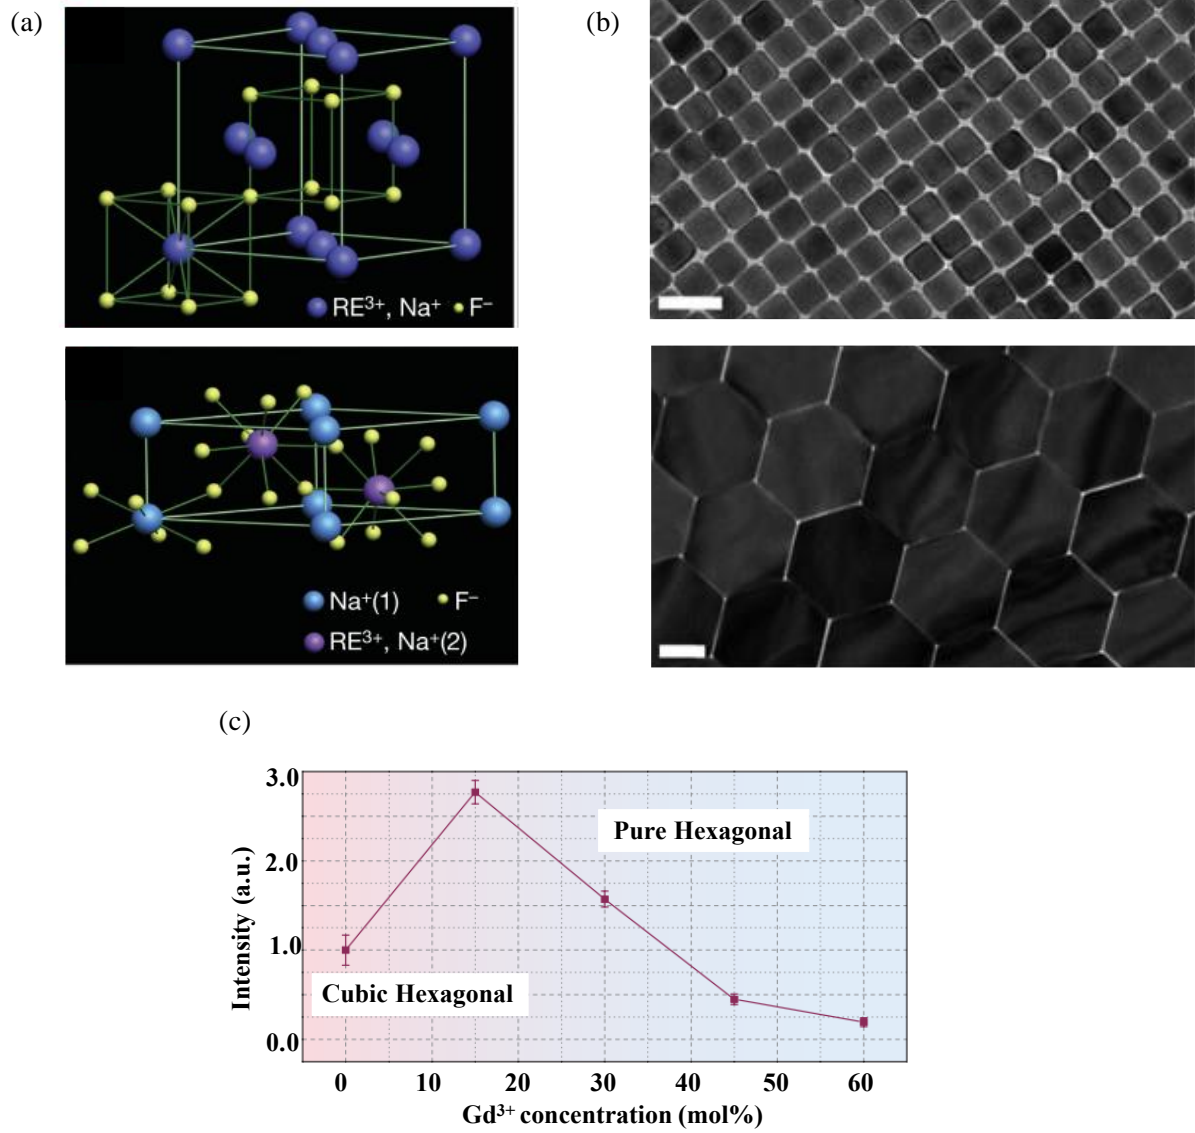 (a)
(b)
RE³⁺, Na⁺ F⁻
Na⁺(1) F⁻
RE³⁺, Na⁺(2)
(c)
3.0
2.0
1.0
0.0
Intensity (a.u.)
Pure Hexagonal
Cubic Hexagonal
0 10 20 30 40 50 60
Gd³⁺ concentration (mol%)